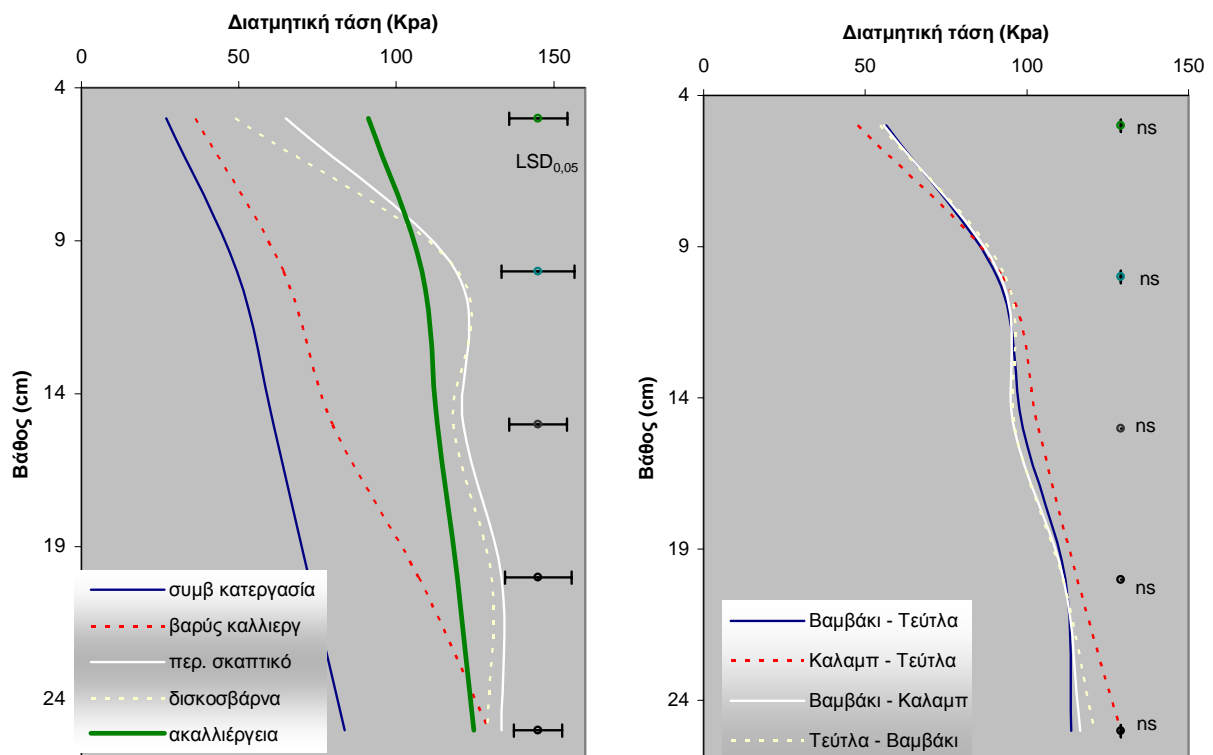 Διατμητική τάση (Kpa)
0 50 100 150
4
9
14
19
24
Βάθος (cm)
LSD0,05
συμβ κατεργασία
βαρύς καλλιεργ
περ. σκαπτικό
δισκοσβάρνα
ακαλλιέργεια
Διατμητική τάση (Kpa)
0 50 100 150
4
9
14
19
24
Βάθος (cm)
ns
ns
ns
ns
ns
Βαμβάκι - Τεύτλα
Καλαμπ - Τεύτλα
Βαμβάκι - Καλαμπ
Τεύτλα - Βαμβάκι